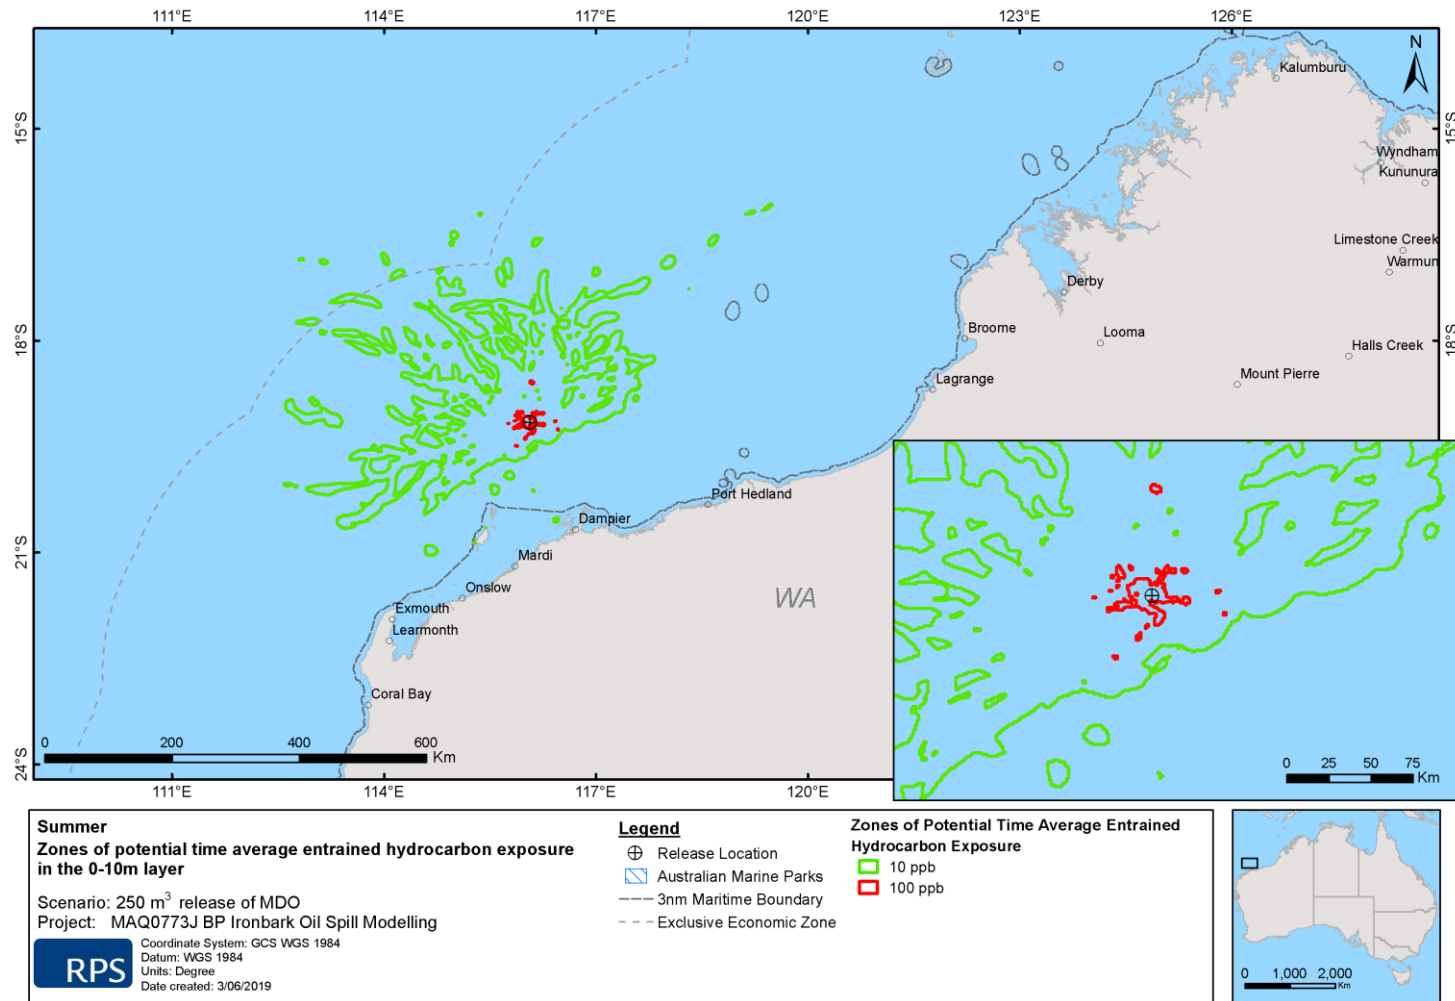 111°E
114°E
117°E
120°E
123°E
126°E
N
Kalumburu
15°S
15°S
Wyndham
Kununura
Limestone Creek
Warmun
Derby
Broome
Looma
18°S
18°S
Halls Creek
Mount Pierre
Lagrange
Port Hedland
Dampier
21°S
Mardi
Onslow
WA
Exmouth
Learmonth
Coral Bay
0 200 400 600
Km
0 25 50 75
Km
24°S
111°E
114°E
117°E
120°E
Summer
Zones of potential time average entrained hydrocarbon exposure
in the 0-10m layer
Scenario: 250 m³ release of MDO
Project: MAQ0773J BP Ironbark Oil Spill Modelling
RPS
Coordinate System: GCS WGS 1984
Datum: WGS 1984
Units: Degree
Date created: 3/06/2019
Legend
Release Location
Australian Marine Parks
3nm Maritime Boundary
Exclusive Economic Zone
Zones of Potential Time Average Entrained
Hydrocarbon Exposure
10 ppb
100 ppb
0 1,000 2,000
Km